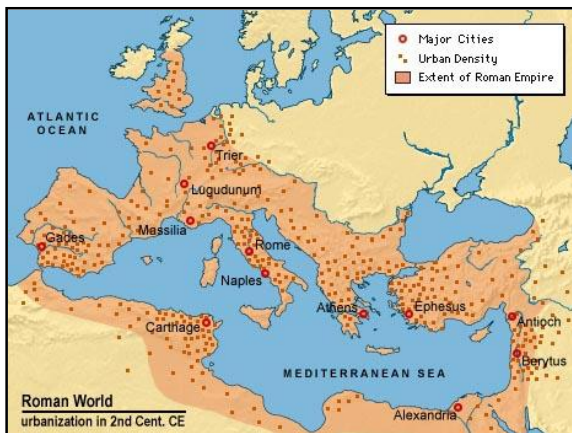 Major Cities
Urban Density
Extent of Roman Empire
ATLANTIC
OCEAN
Trier
Lugudunum
Massilia
Gades
Rome
Naples
Athens
Ephesus
Antioch
Carthage
Berytus
MEDITERRANEAN SEA
Alexandria
Roman World
urbanization in 2nd Cent. CE